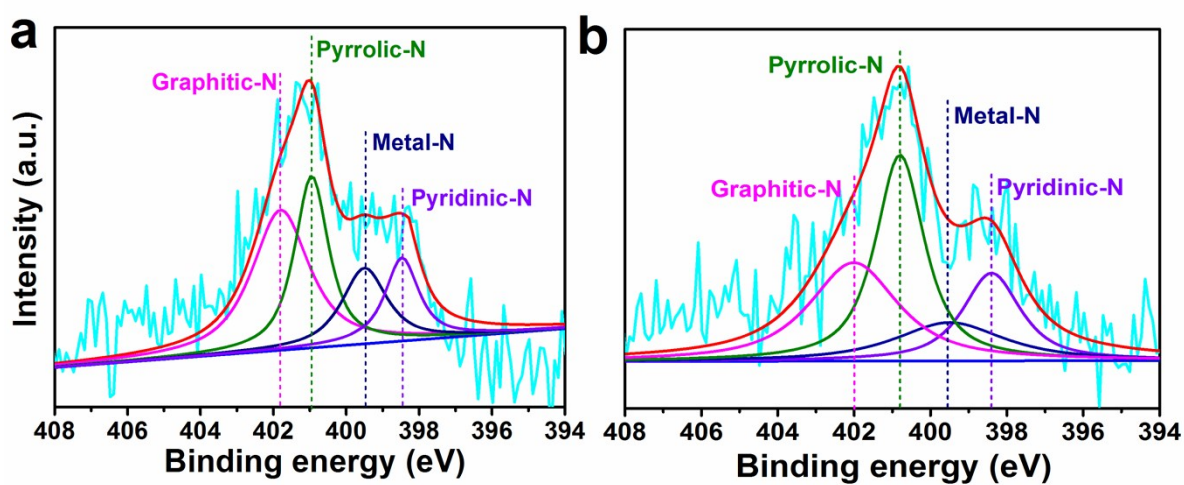 a
Pyrrolic-N
Graphitic-N
Metal-N
Pyridinic-N
Intensity (a.u.)
408 406 404 402 400 398 396 394
Binding energy (eV)
b
Pyrrolic-N
Metal-N
Graphitic-N
Pyridinic-N
408 406 404 402 400 398 396 394
Binding energy (eV)